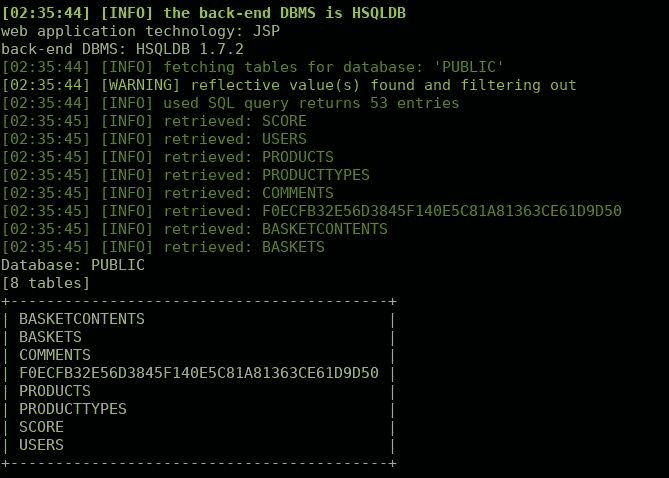 [02:35:44] [INFO] the back-end DBMS is HSQLDB
web application technology: JSP
back-end DBMS: HSQLDB 1.7.2
[02:35:44] [INFO] fetching tables for database: 'PUBLIC'
[02:35:44] [WARNING] reflective value(s) found and filtering out
[02:35:44] [INFO] used SQL query returns 53 entries
[02:35:45] [INFO] retrieved: SCORE
[02:35:45] [INFO] retrieved: USERS
[02:35:45] [INFO] retrieved: PRODUCTS
[02:35:45] [INFO] retrieved: PRODUCTTYPES
[02:35:45] [INFO] retrieved: COMMENTS
[02:35:45] [INFO] retrieved: F0ECFB32E56D3845F140E5C81A81363CE61D9D50
[02:35:45] [INFO] retrieved: BASKETCONTENTS
[02:35:45] [INFO] retrieved: BASKETS
Database: PUBLIC
[8 tables]
+------------------------------------------+
| BASKETCONTENTS                           |
| BASKETS                                  |
| COMMENTS                                 |
| F0ECFB32E56D3845F140E5C81A81363CE61D9D50 |
| PRODUCTS                                 |
| PRODUCTTYPES                             |
| SCORE                                    |
| USERS                                    |
+------------------------------------------+